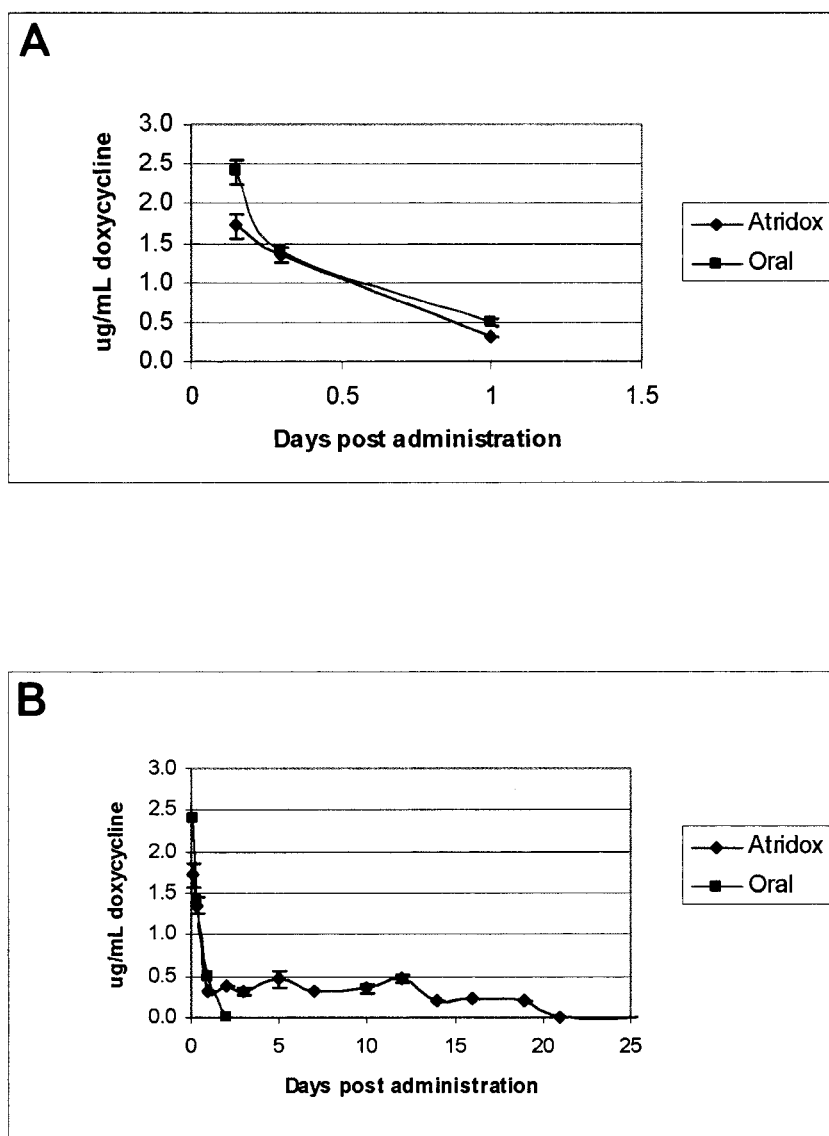 A
3.0
2.5
2.0
1.5
1.0
0.5
0.0
ug/mL doxycycline
0 0.5 1 1.5
Days post administration
Atridox
Oral
B
3.0
2.5
2.0
1.5
1.0
0.5
0.0
ug/mL doxycycline
0 5 10 15 20 25
Days post administration
Atridox
Oral